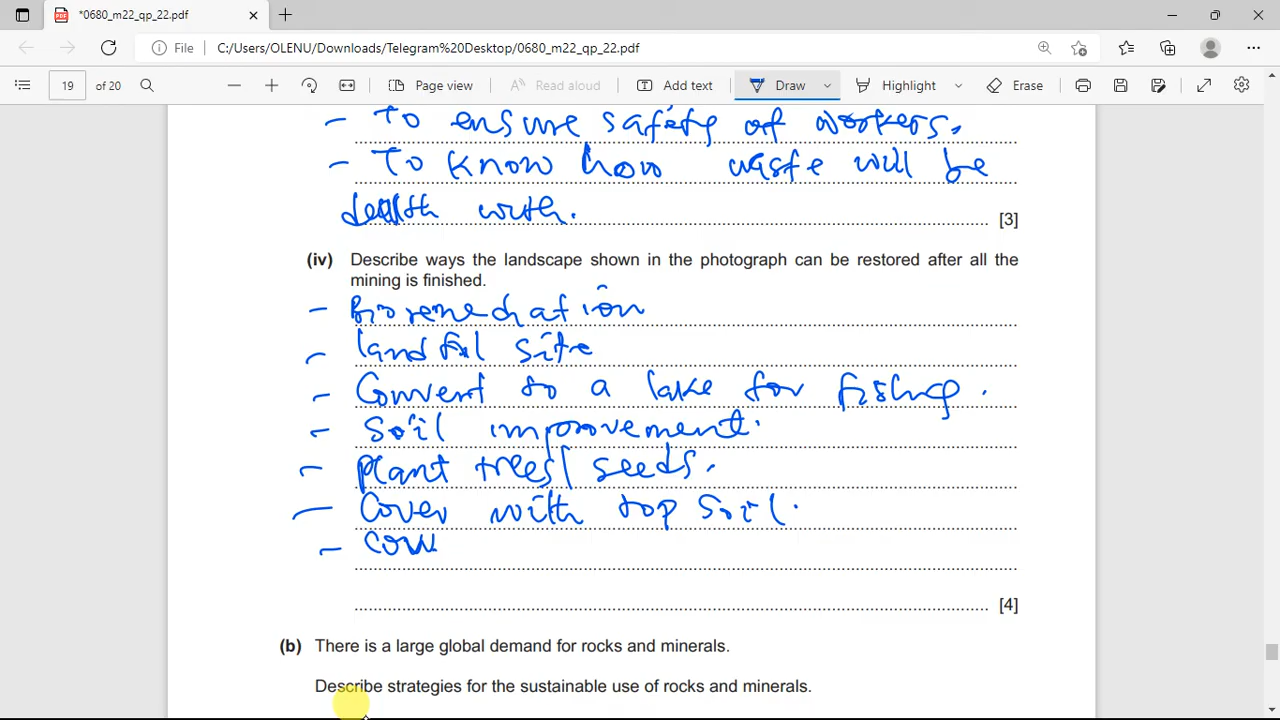 *0680_m22_qp_22.pdf
File C:/Users/OLENU/Downloads/Telegram%20Desktop/0680_m22_qp_22.pdf
19 of 20 Page view Read aloud Add text Draw Highlight Erase
- To ensure safety of workers.
- To know how waste will be
with. [3]
(iv) Describe ways the landscape shown in the photograph can be restored after all the
mining is finished.
- Bioremediation
- landfill site
- Convert to a lake for fishing.
- Soil improvement.
- plant trees/ seeds.
- Cover with top soil.
- 
[4]
(b) There is a large global demand for rocks and minerals.
Describe strategies for the sustainable use of rocks and minerals.